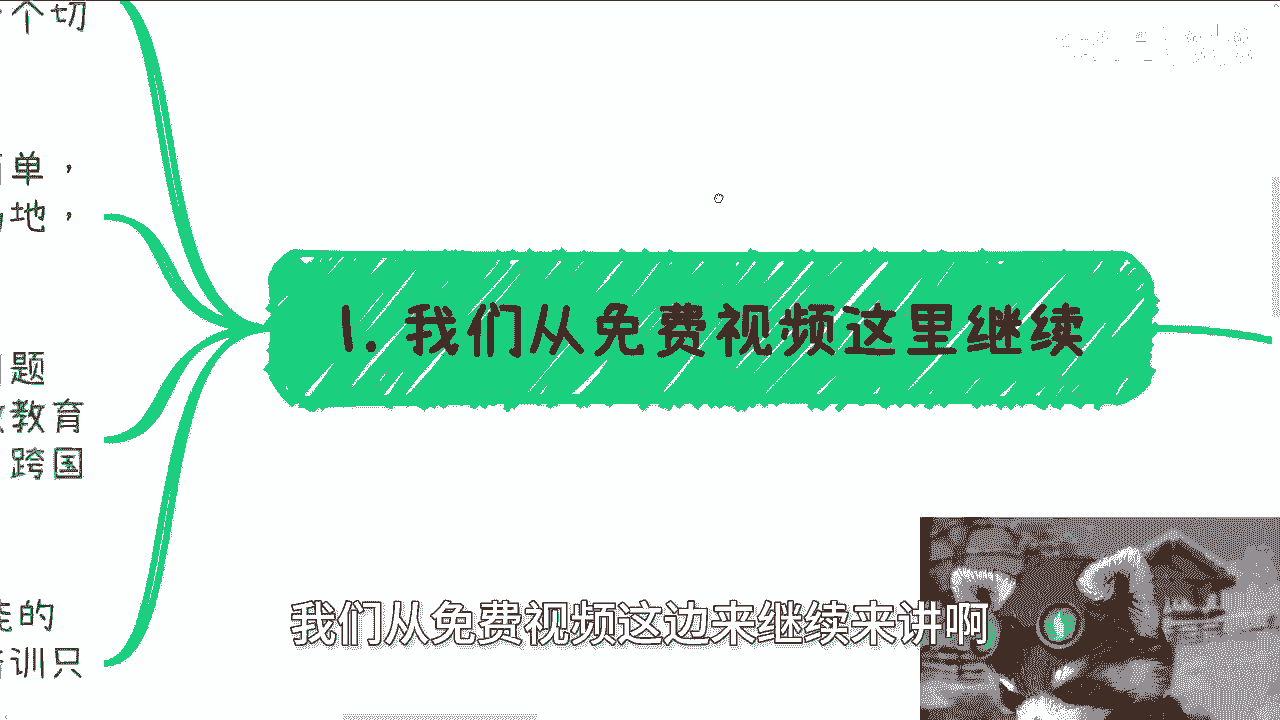 个切
单，
地，
题
教育
跨国
的
训只
1. 我们从免费视频这里继续
我们从免费视频这边来继续来讲啊